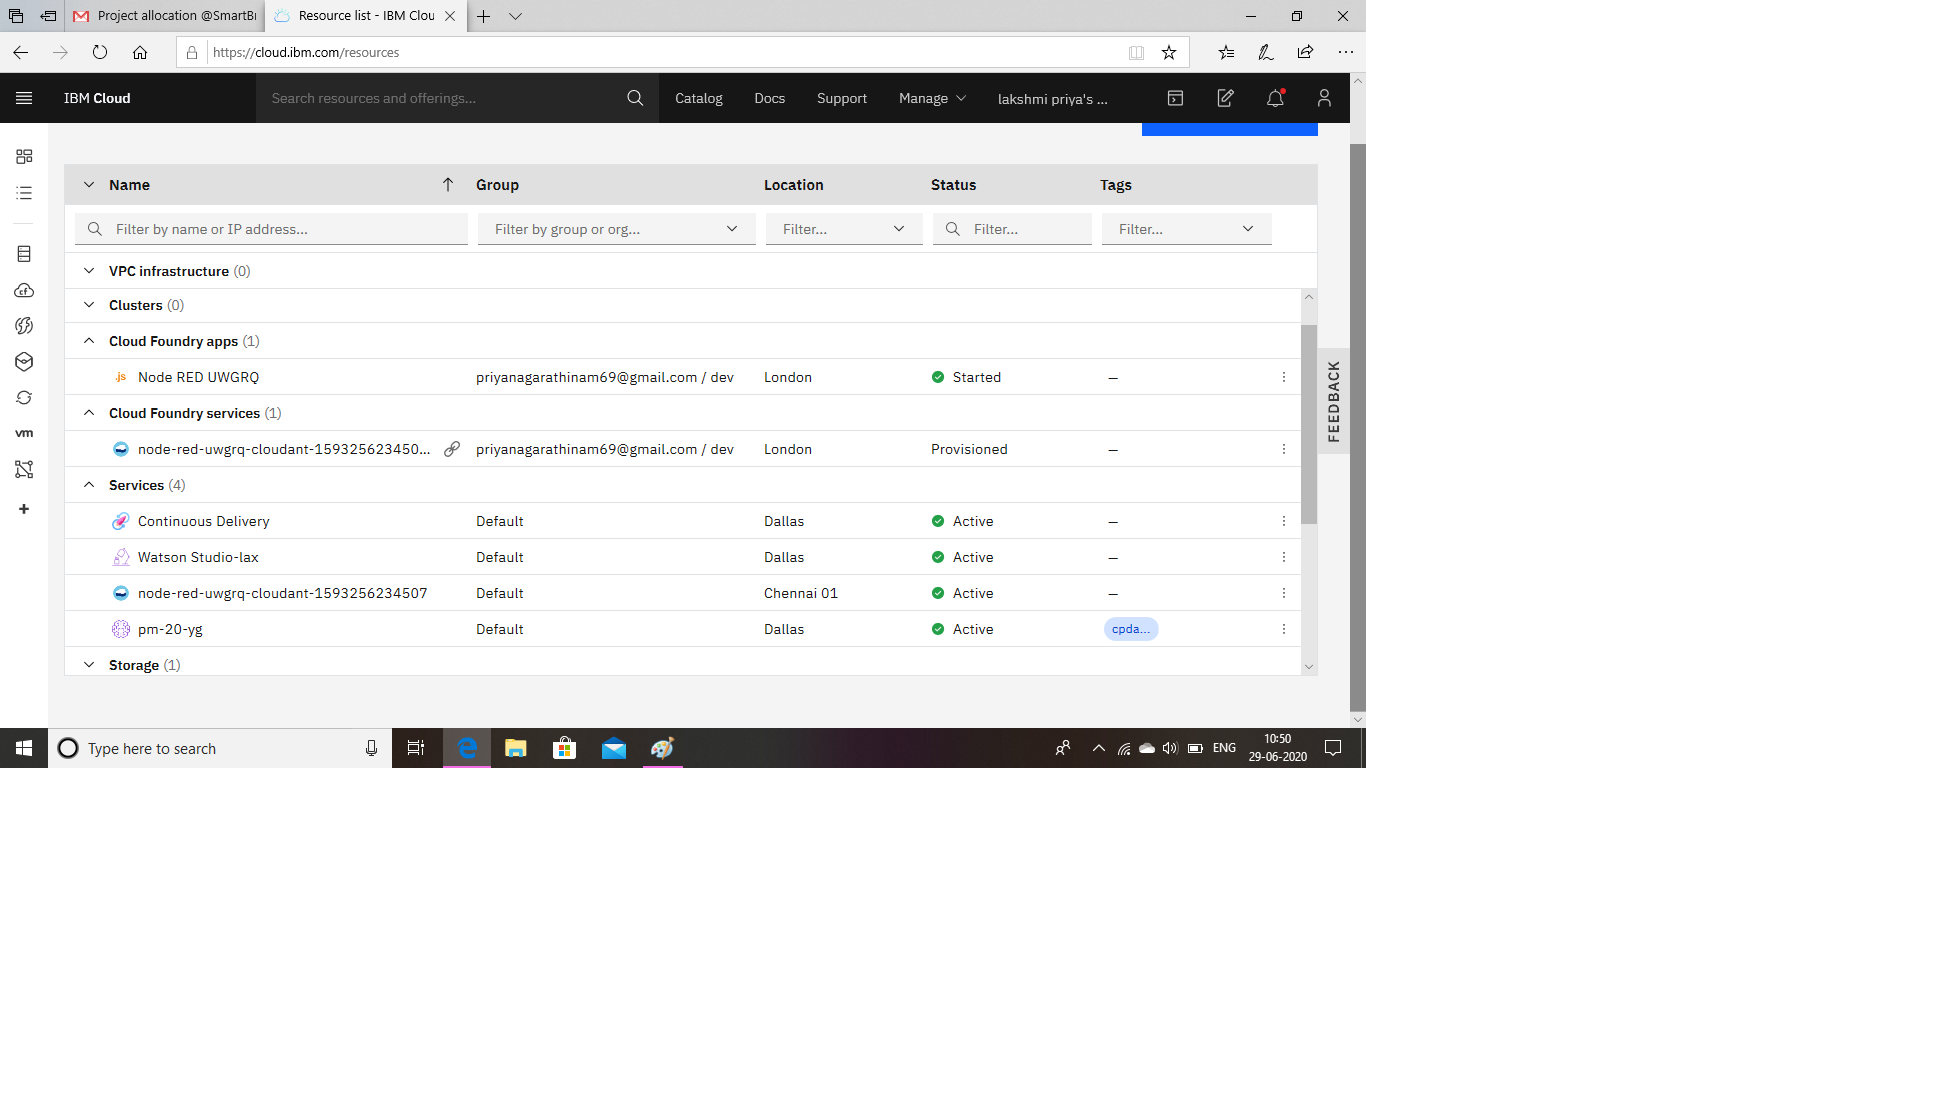 Project allocation @SmartBr
Resource list - IBM Clou
https://cloud.ibm.com/resources
IBM Cloud
Search resources and offerings...
Catalog
Docs
Support
Manage
lakshmi priya's ...
Name
Group
Location
Status
Tags
Filter by name or IP address...
Filter by group or org...
Filter...
Filter...
Filter...
VPC infrastructure (0)
Clusters (0)
Cloud Foundry apps (1)
.js Node RED UWGRQ priyanagarathinam69@gmail.com / dev London Started –
Cloud Foundry services (1)
node-red-uwgrq-cloudant-159325623450... priyanagarathinam69@gmail.com / dev London Provisioned –
Services (4)
Continuous Delivery Default Dallas Active –
Watson Studio-lax Default Dallas Active –
node-red-uwgrq-cloudant-1593256234507 Default Chennai 01 Active –
pm-20-yg Default Dallas Active cpda...
Storage (1)
cf
vm
FEEDBACK
Type here to search
ENG
10:50
29-06-2020